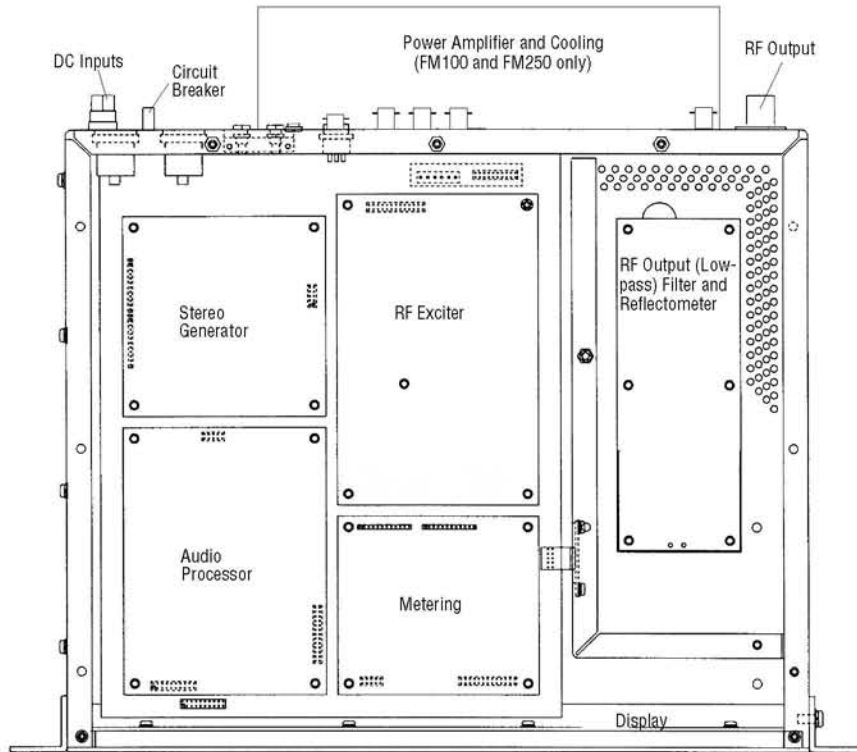 Power Amplifier and Cooling
(FM100 and FM250 only)
RF Output
DC Inputs
Circuit
Breaker
Stereo
Generator
RF Exciter
RF Output (Low-
pass) Filter and
Reflectometer
Audio
Processor
Metering
Display